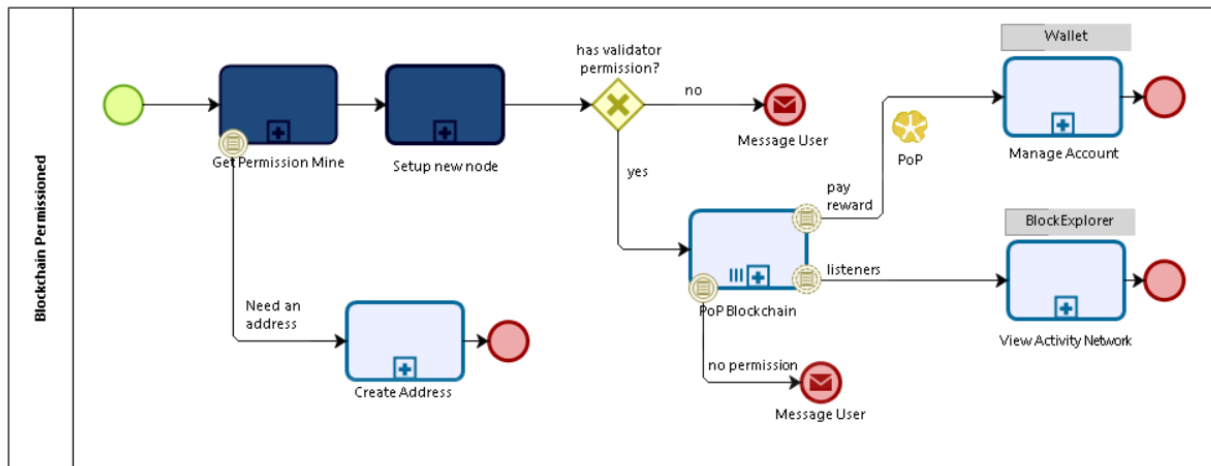 Blockchain Permissioned
has validator
permission?
Wallet
no
Get Permission Mine
Setup new node
Message User
PoP
Manage Account
yes
pay
reward
BlockExplorer
listeners
Need an
address
PoP Blockchain
View Activity Network
no permission
Create Address
Message User